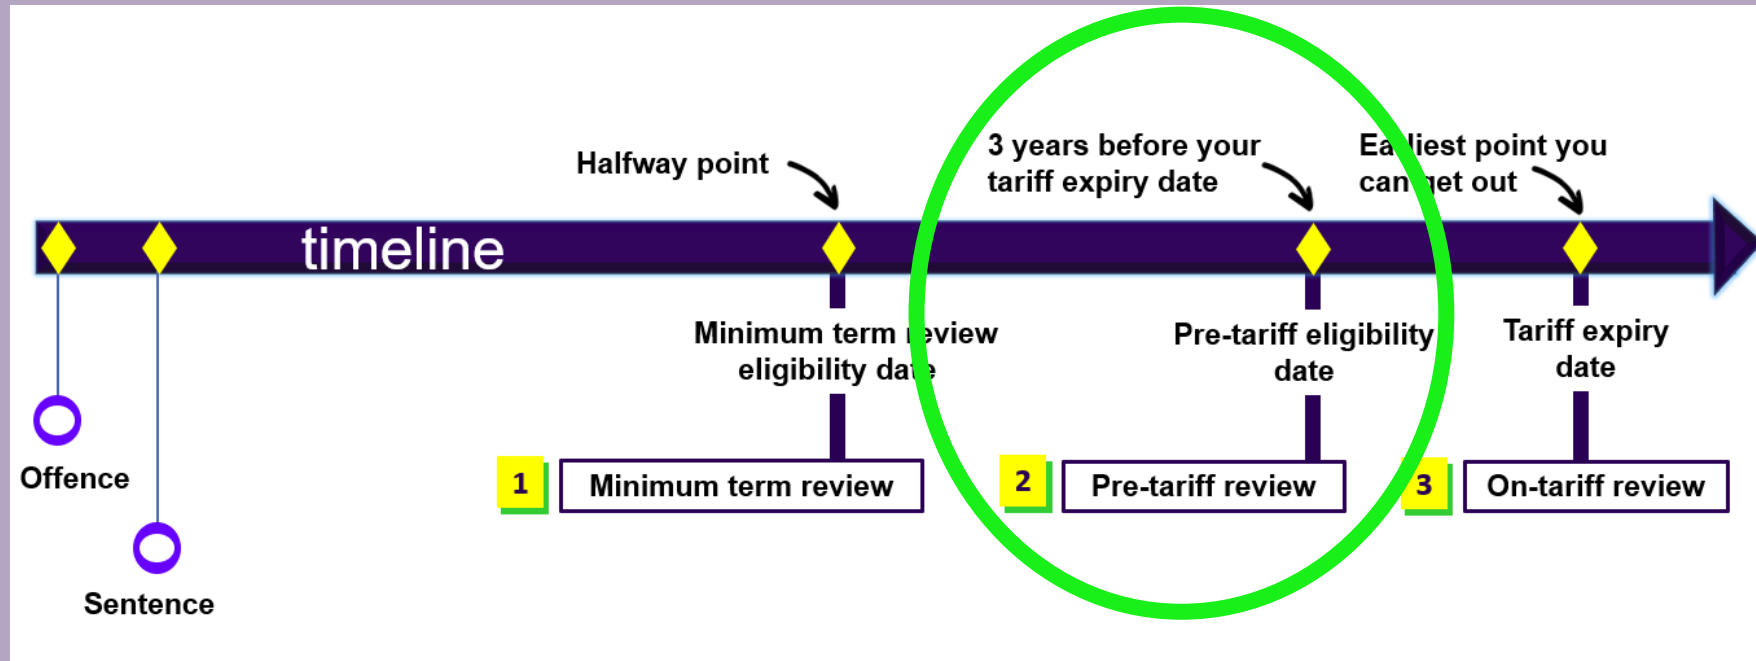 Halfway point
3 years before your
tariff expiry date
Earliest point you
can get out
timeline
Minimum term review
eligibility date
Pre-tariff eligibility
date
Tariff expiry
date
Offence
1
Minimum term review
2
Pre-tariff review
3
On-tariff review
Sentence